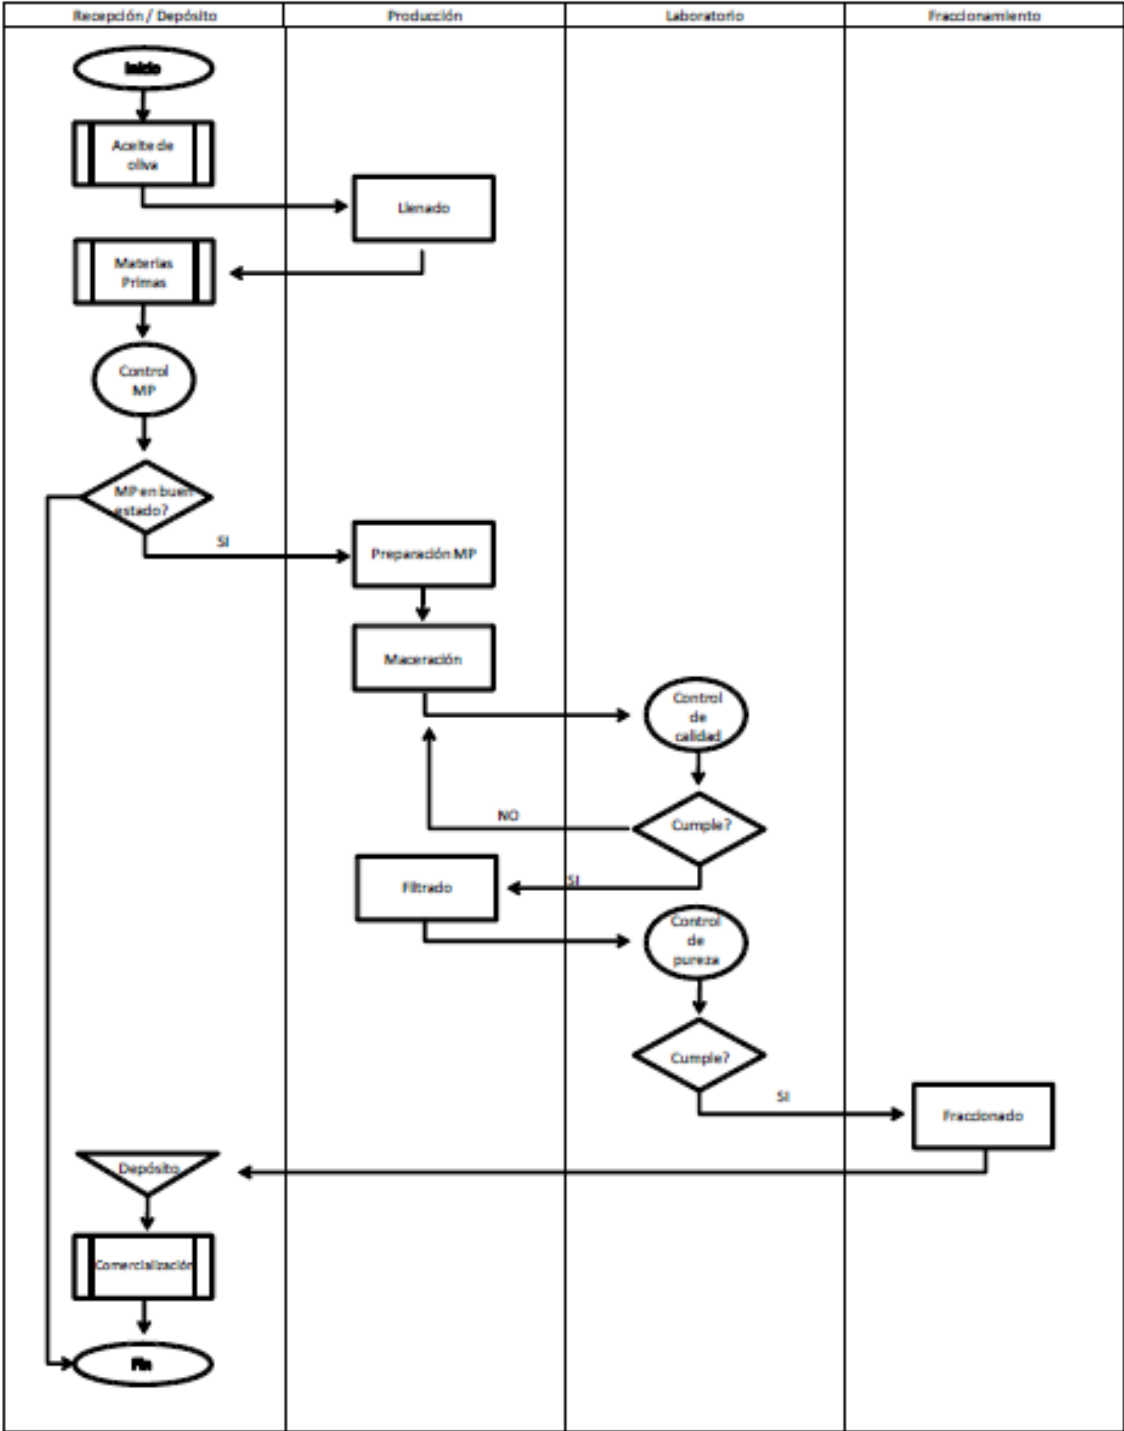 Recepción / Depósito
Producción
Laboratorio
Fraccionamiento
Inicio
Aceite de
oliva
Llenado
Materias
Primas
Control
MP
MP en buen
estado?
SI
Preparación MP
Maceración
Control
de
calidad
Cumple?
NO
SI
Filtrado
Control
de
pureza
Cumple?
SI
Fraccionado
Depósito
Comercialización
Fin